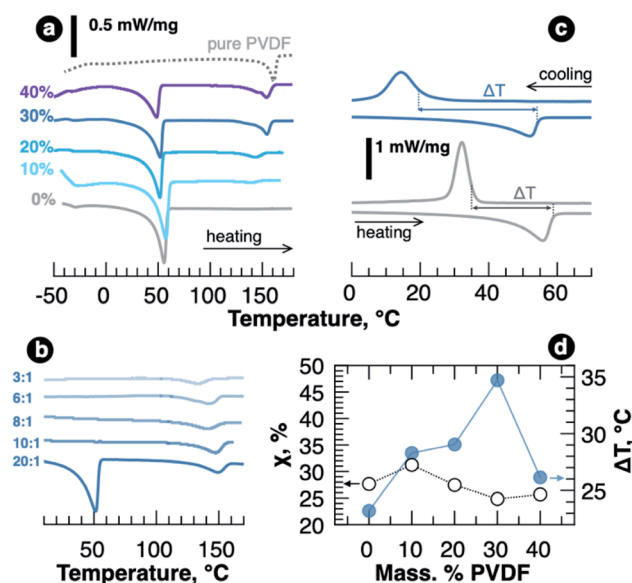 a
0.5 mW/mg
pure PVDF
40%
30%
20%
10%
0%
heating
-50 0 50 100 150
Temperature, °C
c
cooling
ΔT
1 mW/mg
ΔT
heating
0 20 40 60
Temperature, °C
b
3:1
6:1
8:1
10:1
20:1
50 100 150
Temperature, °C
d
50
45
40
35
30
25
20
χ, %
35
30
25
ΔT, °C
0 10 20 30 40
Mass. % PVDF